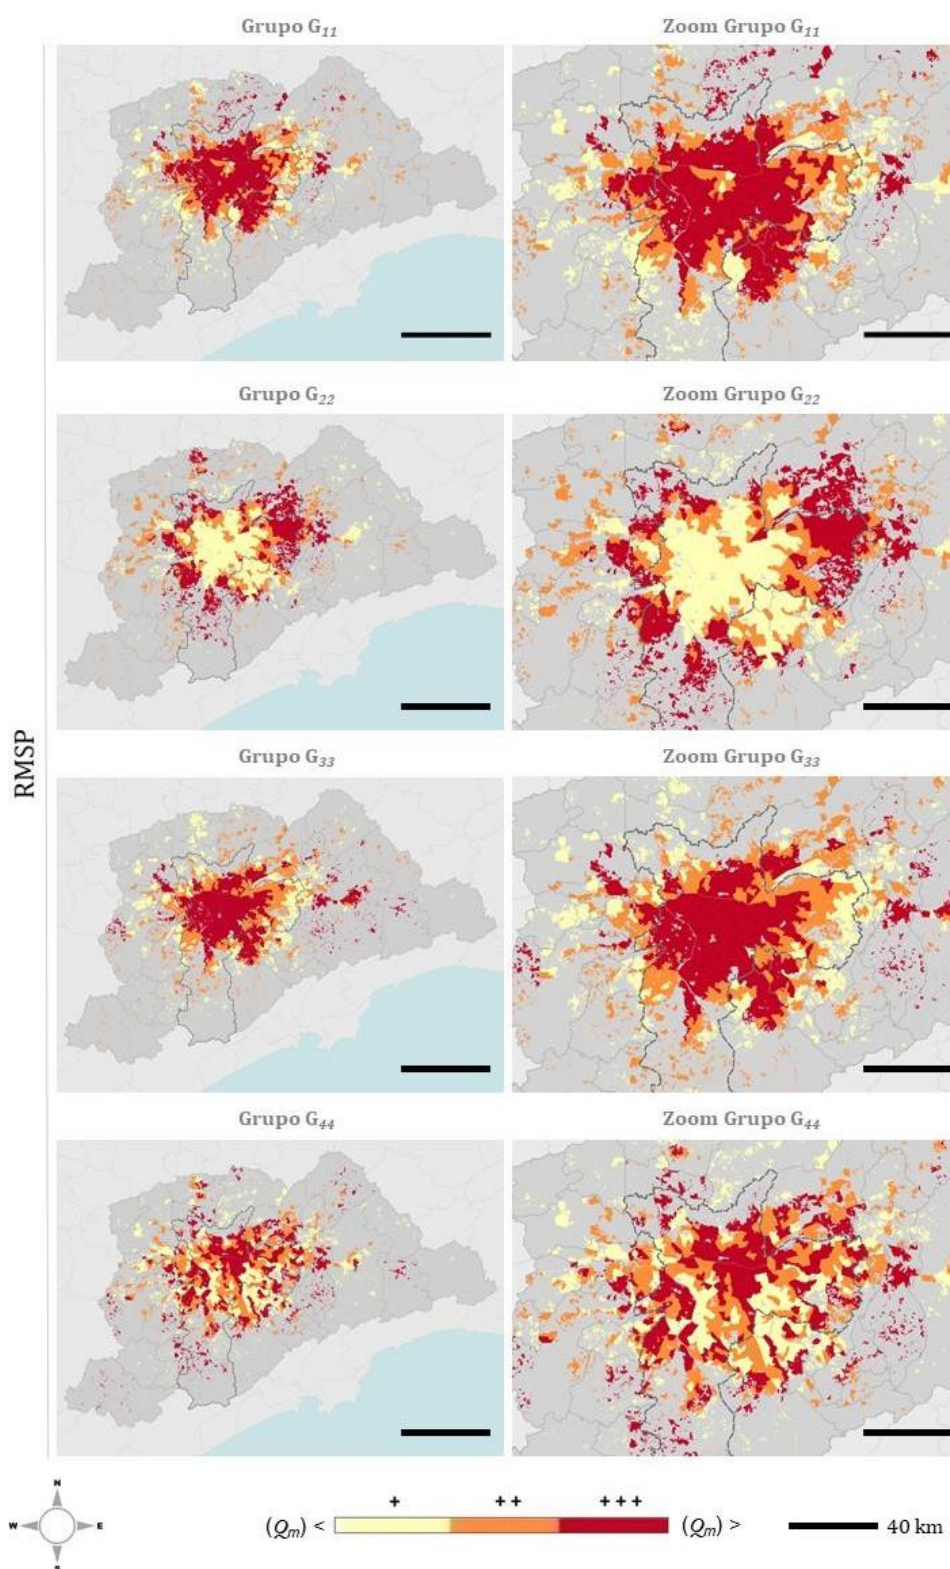 Grupo G11 Zoom Grupo G11
Grupo G22 Zoom Grupo G22
RMSP
Grupo G33 Zoom Grupo G33
Grupo G44 Zoom Grupo G44
N
W E
+ ++ +++
(Qm) < (Qm) > 40 km